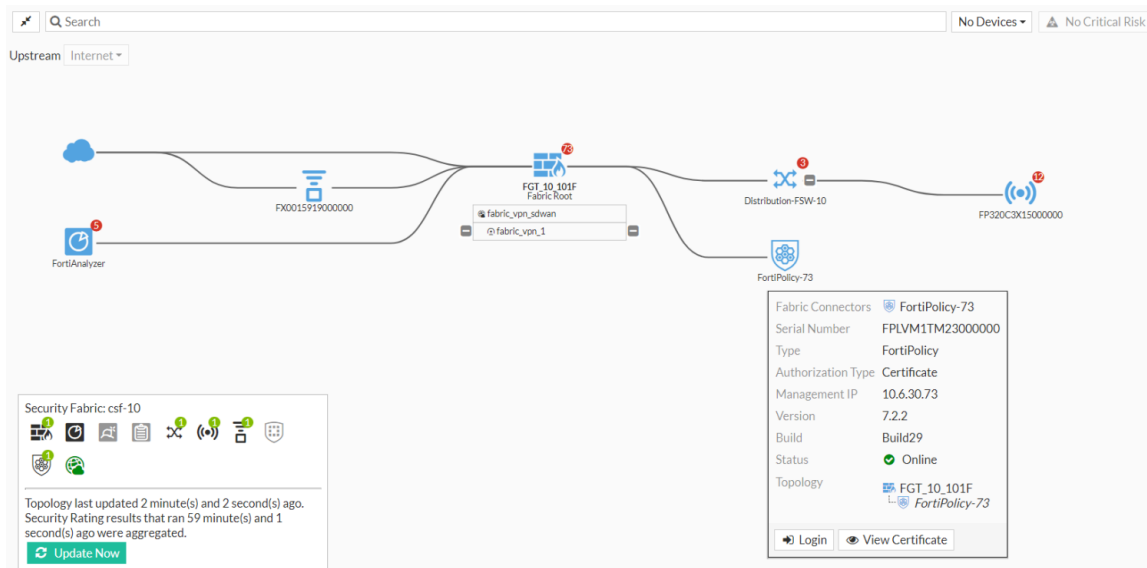 Search
No Devices
No Critical Risk
Upstream Internet
73
3
12
FGT_10_101F
Fabric Root
FX0015919000000
Distribution-FSW-10
FP320C3X15000000
fabric_vpn_sdwan
5
fabric_vpn_1
FortiAnalyzer
FortiPolicy-73
Fabric Connectors FortiPolicy-73
Serial Number FPLVM1TM23000000
Type FortiPolicy
Authorization Type Certificate
Management IP 10.6.30.73
Version 7.2.2
Build Build29
Status Online
Topology FGT_10_101F
FortiPolicy-73
Login View Certificate
Security Fabric: csf-10
1 1 1 1
1
Topology last updated 2 minute(s) and 2 second(s) ago.
Security Rating results that ran 59 minute(s) and 1
second(s) ago were aggregated.
Update Now